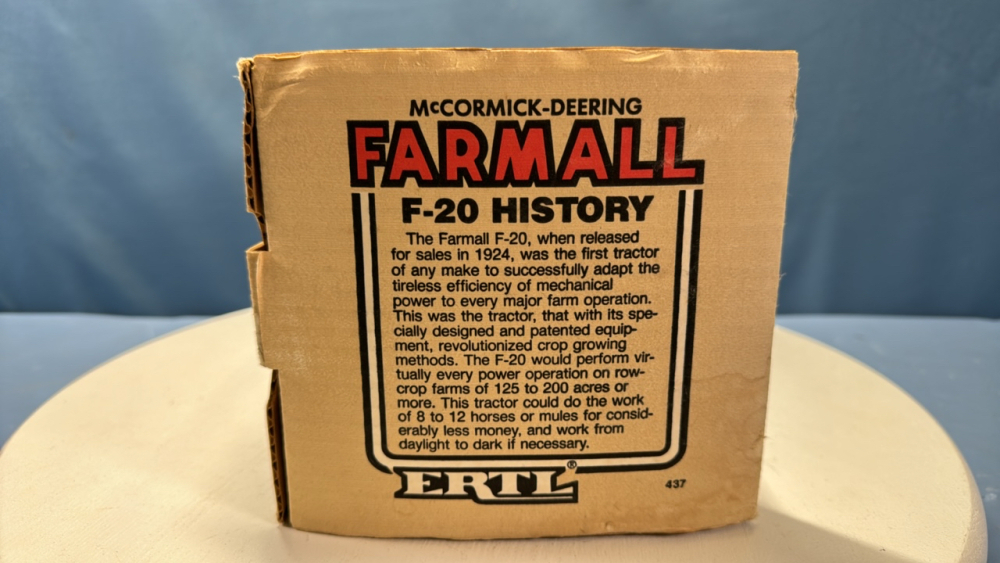 McCORMICK-DEERING
FARMALL
F-20 HISTORY
The Farmall F-20, when released
for sales in 1924, was the first tractor
of any make to successfully adapt the
tireless efficiency of mechanical
power to every major farm operation.
This was the tractor, that with its spe-
cially designed and patented equip-
ment, revolutionized crop growing
methods. The F-20 would perform vir-
tually every power operation on row-
crop farms of 125 to 200 acres or
more. This tractor could do the work
of 8 to 12 horses or mules for consid-
erably less money, and work from
daylight to dark if necessary.
ERTL®
437